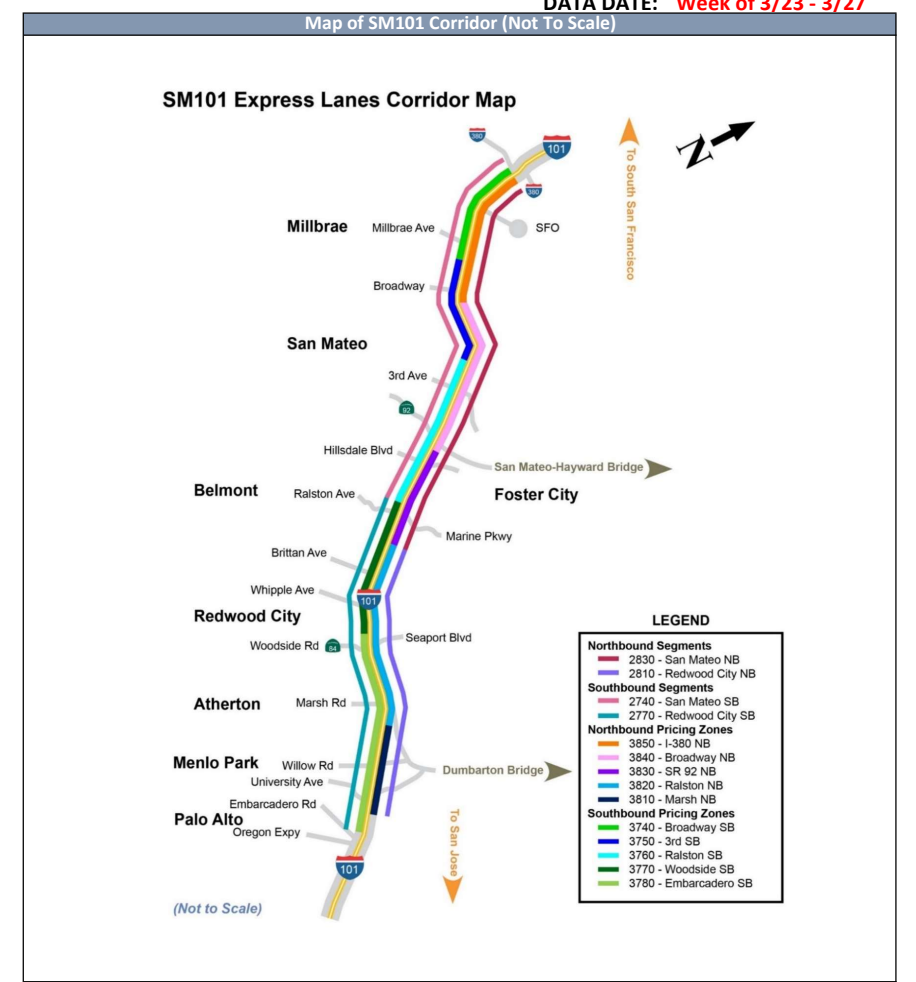 DATA DATE: Week of 3/23 - 3/27
Map of SM101 Corridor (Not To Scale)
SM101 Express Lanes Corridor Map
380
101
N
To South San Francisco
380
Millbrae
Millbrae Ave
SFO
Broadway
San Mateo
3rd Ave
92
Hillsdale Blvd
San Mateo-Hayward Bridge
Belmont
Ralston Ave
Foster City
Marine Pkwy
Brittan Ave
Whipple Ave
101
Redwood City
Woodside Rd
84
Seaport Blvd
Atherton
Marsh Rd
Menlo Park
Willow Rd
Dumbarton Bridge
University Ave
Embarcadero Rd
Palo Alto
Oregon Expy
To San Jose
101
(Not to Scale)
LEGEND
Northbound Segments
2830 - San Mateo NB
2810 - Redwood City NB
Southbound Segments
2740 - San Mateo SB
2770 - Redwood City SB
Northbound Pricing Zones
3850 - I-380 NB
3840 - Broadway NB
3830 - SR 92 NB
3820 - Ralston NB
3810 - Marsh NB
Southbound Pricing Zones
3740 - Broadway SB
3750 - 3rd SB
3760 - Ralston SB
3770 - Woodside SB
3780 - Embarcadero SB